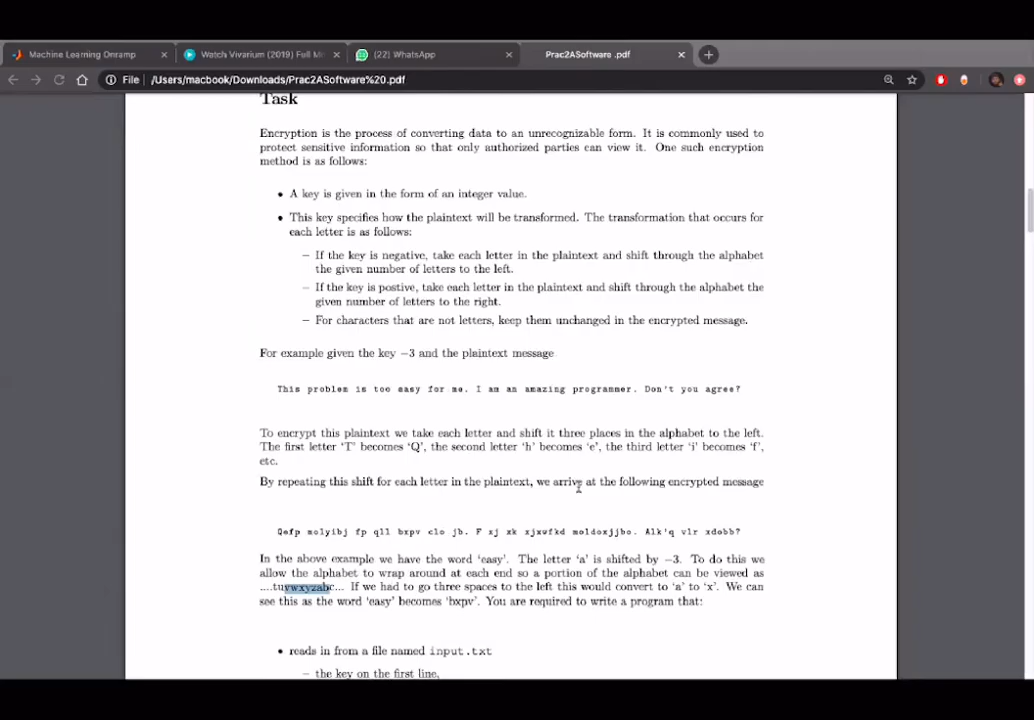 Machine Learning Onramp
Watch Vivarium (2019) Full M
(22) WhatsApp
Prac2ASoftware .pdf
File | /Users/macbook/Downloads/Prac2ASoftware%20.pdf
Task
Encryption is the process of converting data to an unrecognizable form. It is commonly used to
protect sensitive information so that only authorized parties can view it. One such encryption
method is as follows:
• A key is given in the form of an integer value.
• This key specifies how the plaintext will be transformed. The transformation that occurs for
each letter is as follows:
– If the key is negative, take each letter in the plaintext and shift through the alphabet
the given number of letters to the left.
– If the key is postive, take each letter in the plaintext and shift through the alphabet the
given number of letters to the right.
– For characters that are not letters, keep them unchanged in the encrypted message.
For example given the key −3 and the plaintext message
This problem is too easy for me. I am an amazing programmer. Don't you agree?
To encrypt this plaintext we take each letter and shift it three places in the alphabet to the left.
The first letter 'T' becomes 'Q', the second letter 'h' becomes 'e', the third letter 'i' becomes 'f',
etc.
By repeating this shift for each letter in the plaintext, we arrive at the following encrypted message
Qefp molyibj fp qll bxpv clo jb. F xj xk xjxwfkd moldoxjjbo. Alk'q vlr xdobb?
In the above example we have the word 'easy'. The letter 'a' is shifted by −3. To do this we
allow the alphabet to wrap around at each end so a portion of the alphabet can be viewed as
....tuvwxyzabc... If we had to go three spaces to the left this would convert to 'a' to 'x'. We can
see this as the word 'easy' becomes 'bxpv'. You are required to write a program that:
• reads in from a file named input.txt
– the key on the first line,